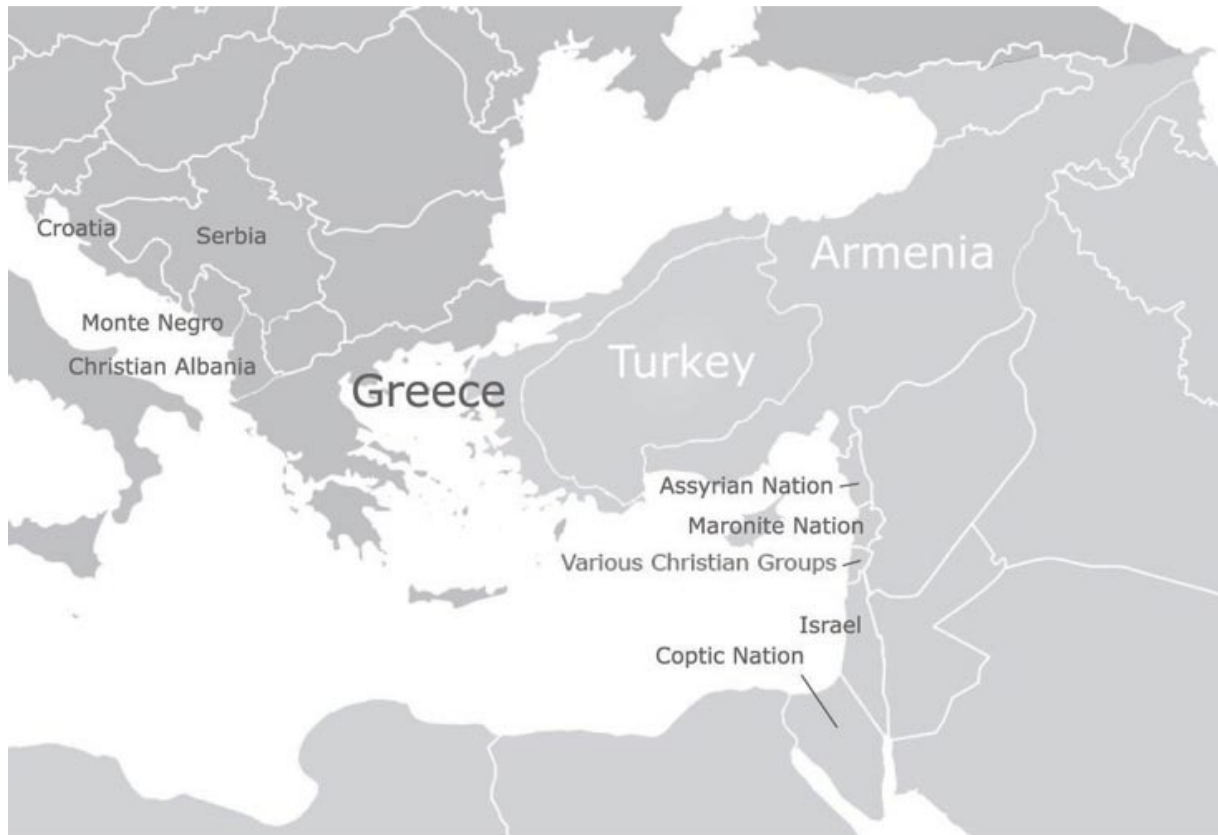 Croatia
Serbia
Armenia
Monte Negro
Turkey
Christian Albania
Greece
Assyrian Nation
Maronite Nation
Various Christian Groups
Israel
Coptic Nation